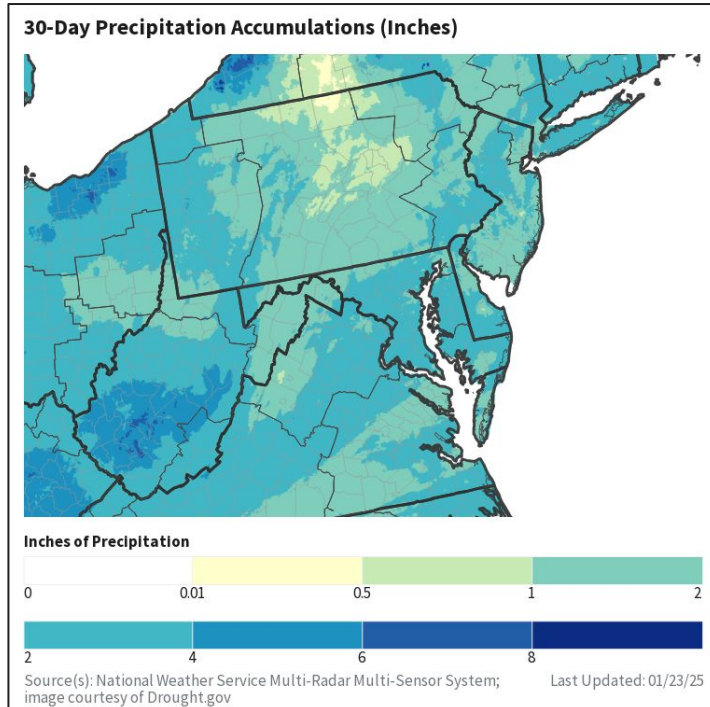 30-Day Precipitation Accumulations (Inches)
Inches of Precipitation
0 0.01 0.5 1 2
2 4 6 8
Source(s): National Weather Service Multi-Radar Multi-Sensor System; Last Updated: 01/23/25
image courtesy of Drought.gov